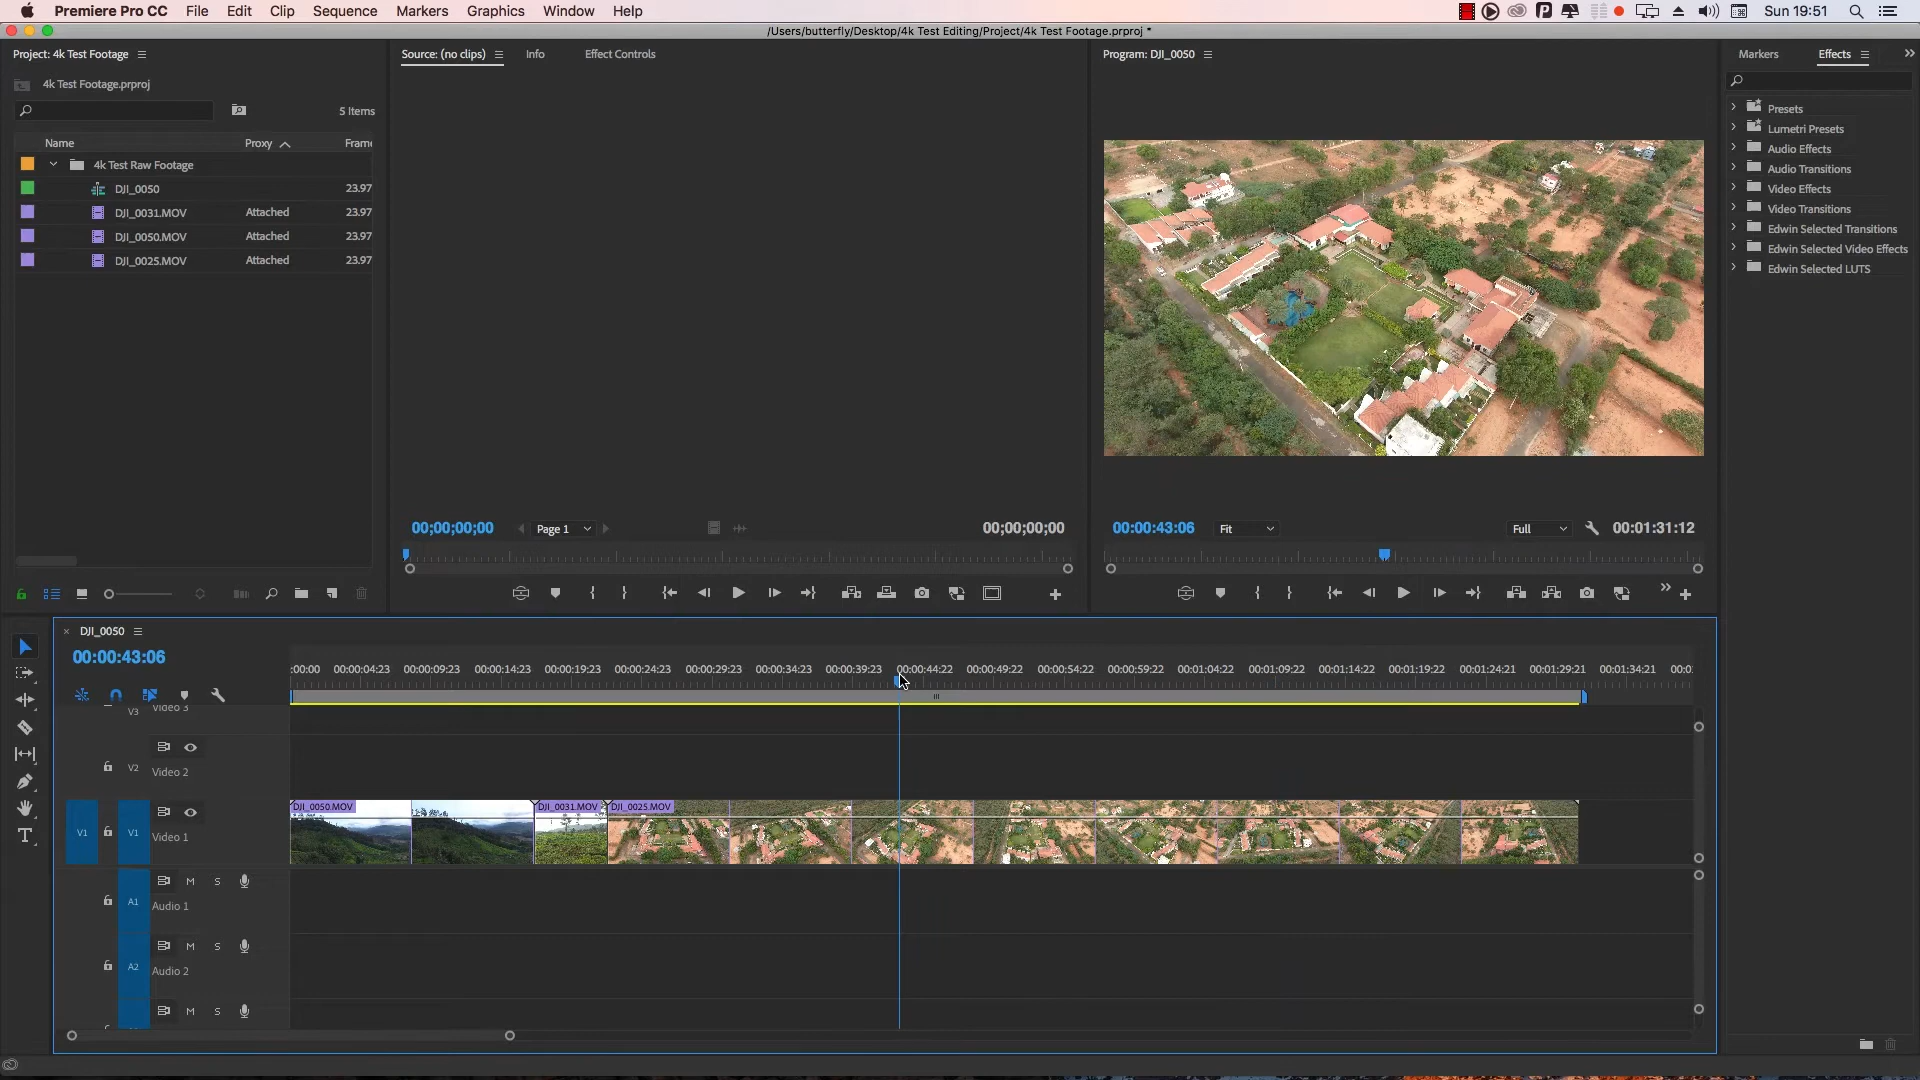 Premiere Pro CC File Edit Clip Sequence Markers Graphics Window Help Sun 19:51
/Users/butterfly/Desktop/4k Test Editing/Project/4k Test Footage.prproj *
Project: 4k Test Footage
Source: (no clips) Info Effect Controls
Program: DJI_0050
Markers Effects
4k Test Footage.prproj
5 Items
Name Proxy Frame
4k Test Raw Footage
DJI_0050 23.97
DJI_0031.MOV Attached 23.97
DJI_0050.MOV Attached 23.97
DJI_0025.MOV Attached 23.97
Presets
Lumetri Presets
Audio Effects
Audio Transitions
Video Effects
Video Transitions
Edwin Selected Transitions
Edwin Selected Video Effects
Edwin Selected LUTS
00;00;00;00 Page 1 00;00;00;00
00:00:43:06 Fit Full 00:01:31:12
DJI_0050
00:00:43:06
:00:00 00:00:04:23 00:00:09:23 00:00:14:23 00:00:19:23 00:00:24:23 00:00:29:23 00:00:34:23 00:00:39:23 00:00:44:22 00:00:49:22 00:00:54:22 00:00:59:22 00:01:04:22 00:01:09:22 00:01:14:22 00:01:19:22 00:01:24:21 00:01:29:21 00:01:34:21 00:0
V3 Video 3
V2 Video 2
V1 V1 Video 1
DJI_0050.MOV DJI_0031.MOV DJI_0025.MOV
M S
A1 Audio 1
M S
A2 Audio 2
M S